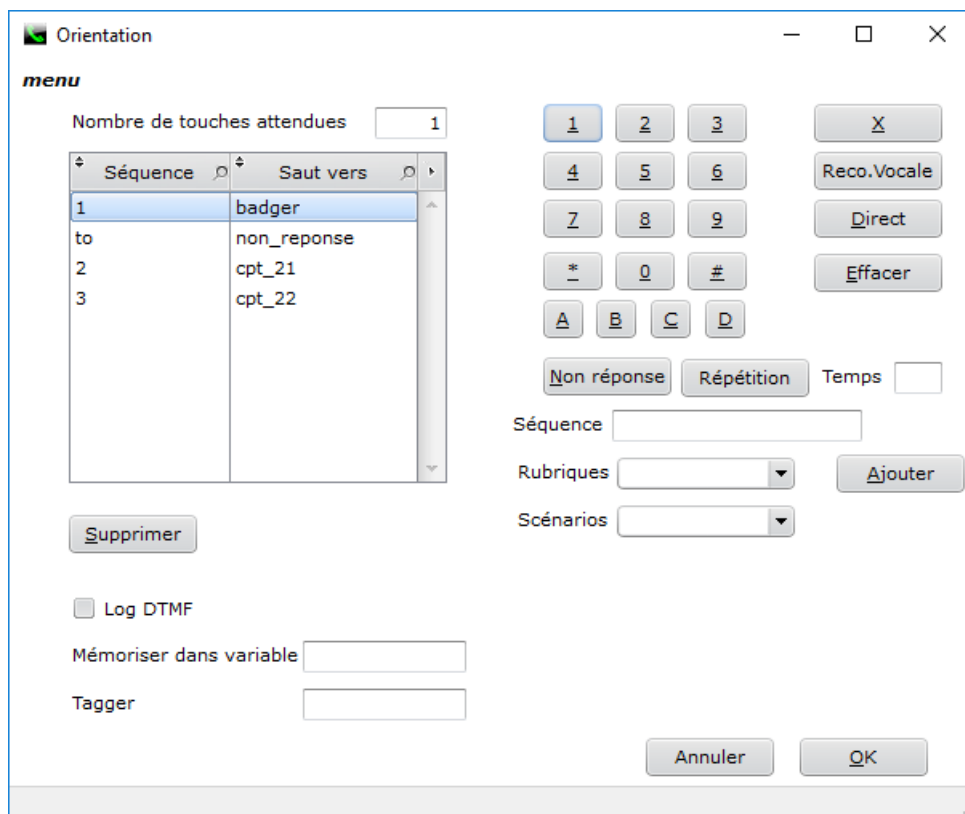 Orientation
menu
Nombre de touches attendues 1
Séquence Saut vers
1 badger
to non_reponse
2 cpt_21
3 cpt_22
Supprimer
Log DTMF
Mémoriser dans variable
Tagger
1 2 3 X
4 5 6 Reco.Vocale
7 8 9 Direct
* 0 # Effacer
A B C D
Non réponse Répétition Temps
Séquence
Rubriques Ajouter
Scénarios
Annuler OK